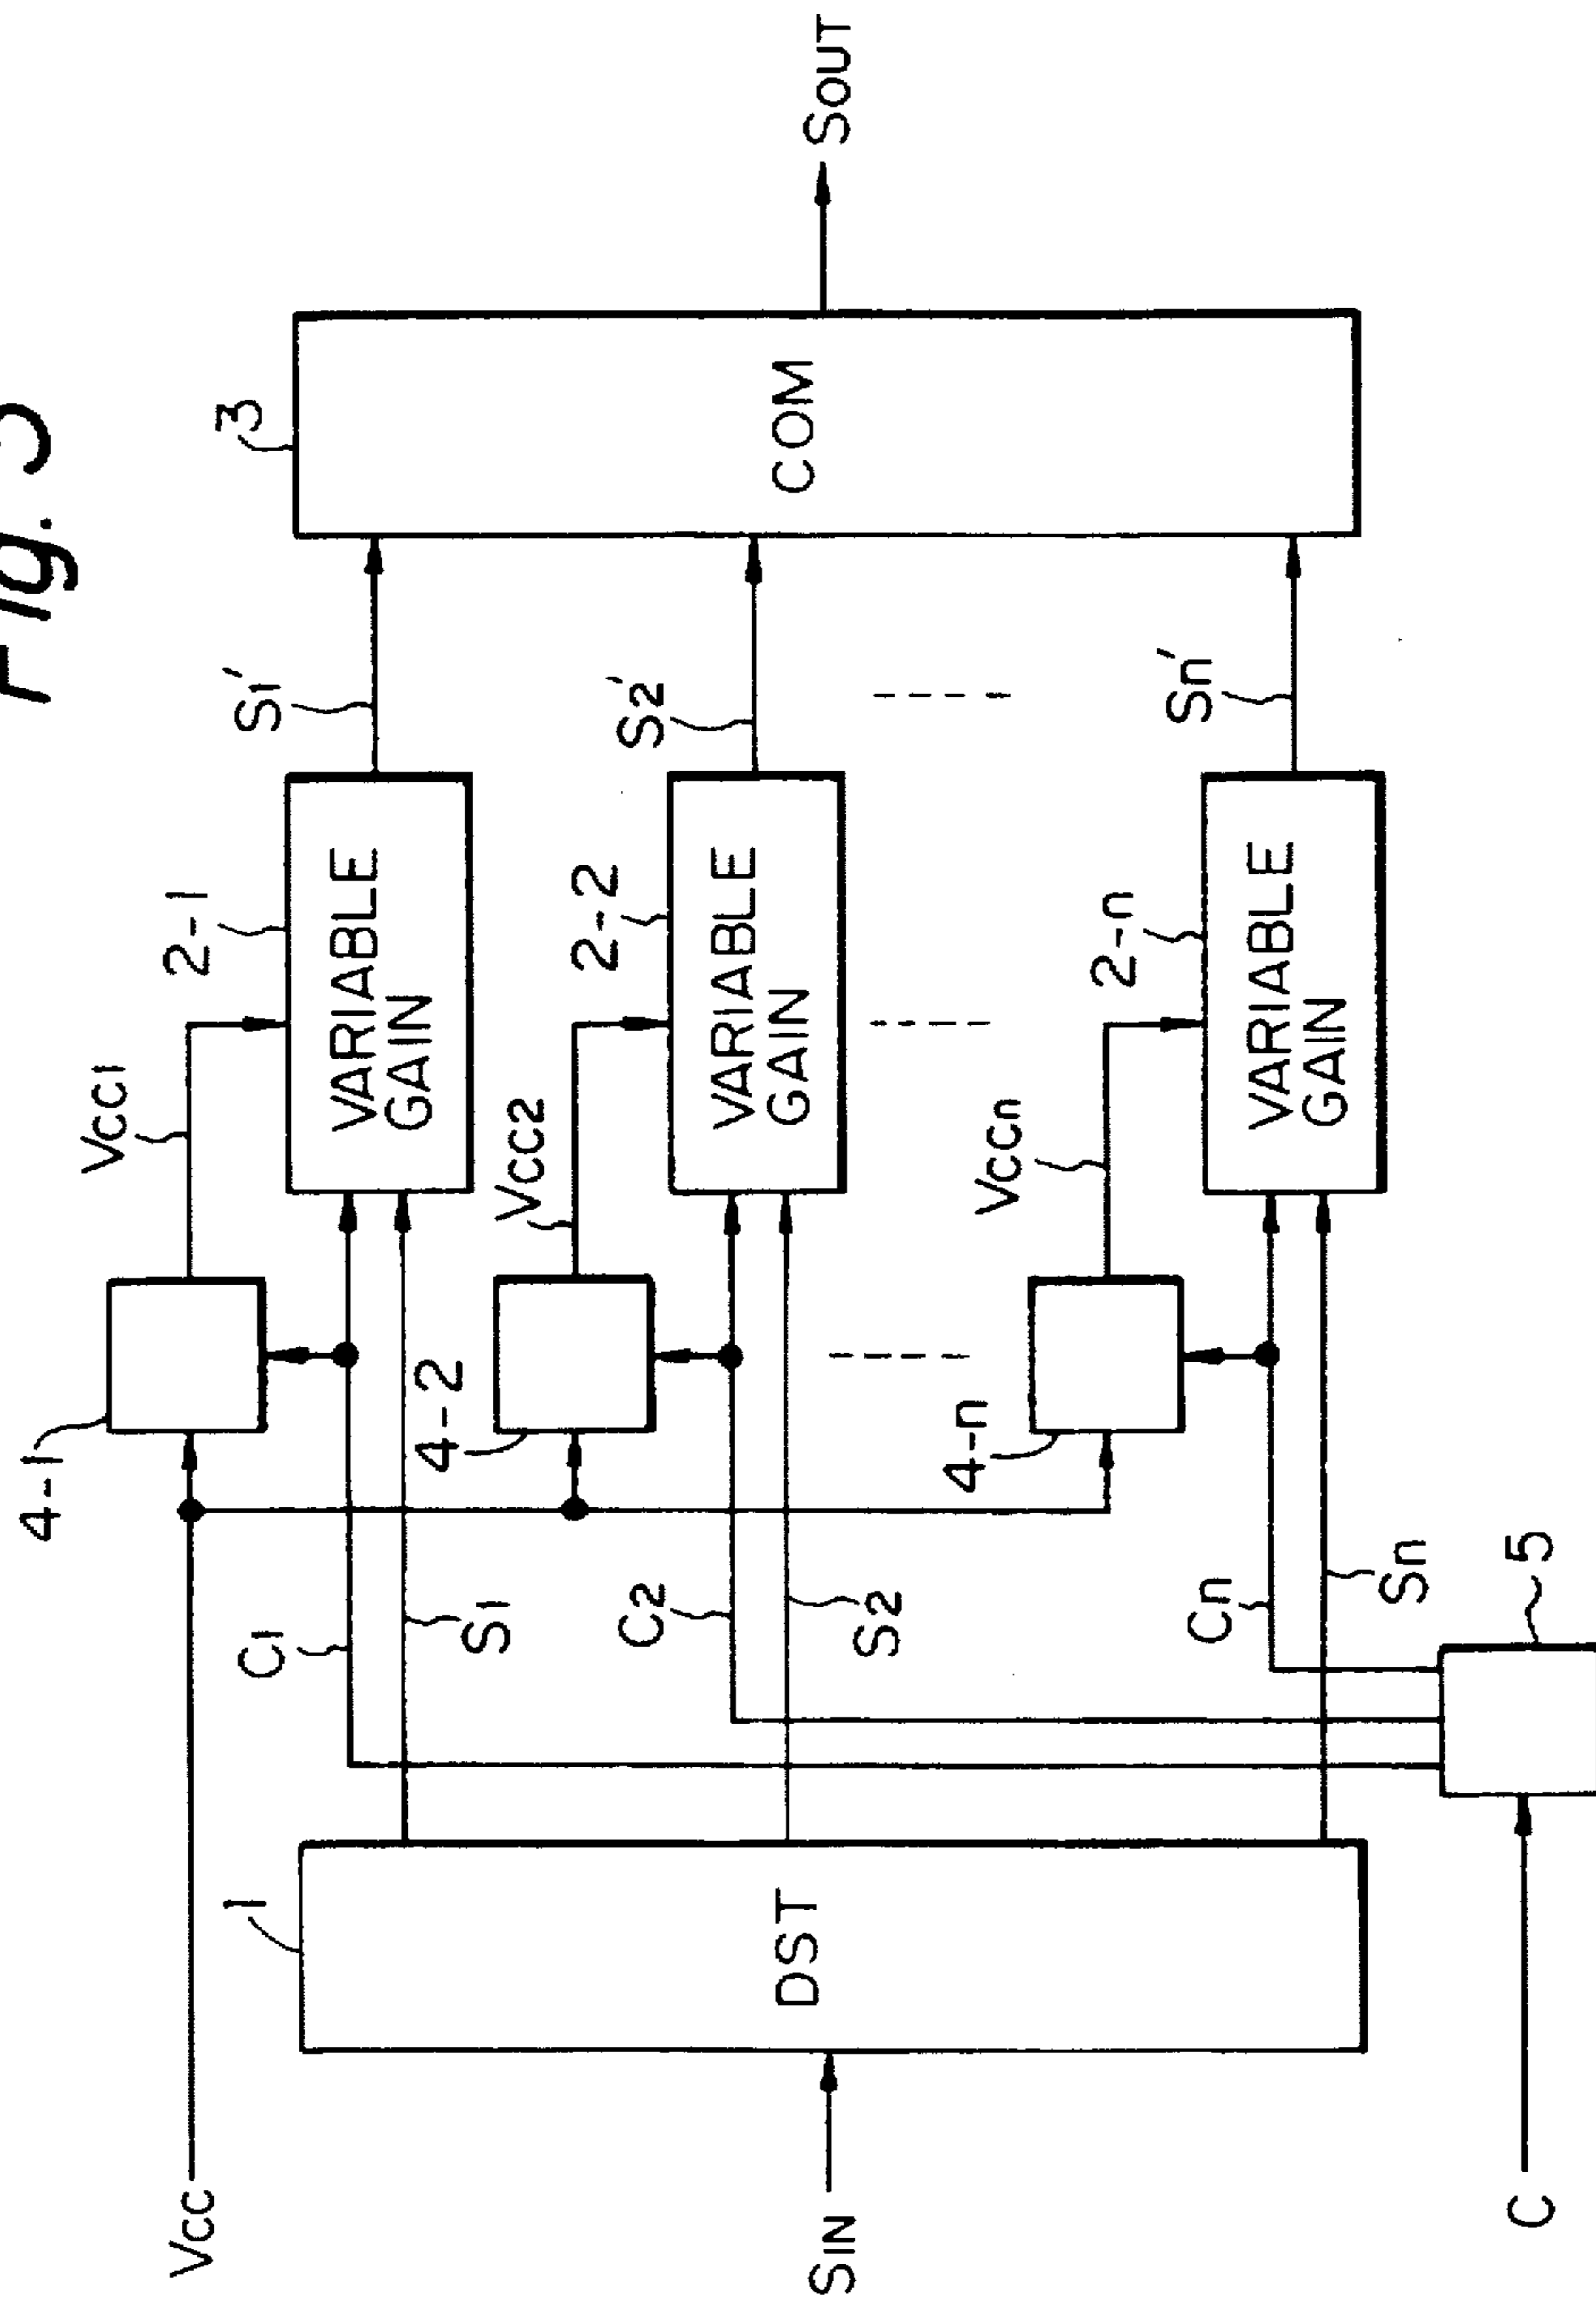 Fig.
4-1
Vcc1
Vcc
2-1
1
C1
S1'
3
VARIABLE
GAIN
4-2
S1
Vcc2
2-2
C2
S2'
VARIABLE
GAIN
DST
COM
SIN
SOUT
S2
4-n
Vccn
2-n
Sn'
Cn
VARIABLE
GAIN
Sn
C
5